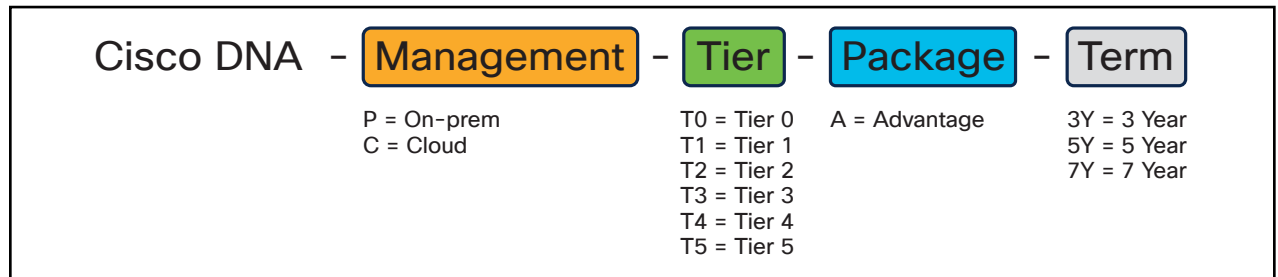 Cisco DNA - Management - Tier - Package - Term
P = On-prem T0 = Tier 0 A = Advantage 3Y = 3 Year
C = Cloud T1 = Tier 1 5Y = 5 Year
T2 = Tier 2 7Y = 7 Year
T3 = Tier 3
T4 = Tier 4
T5 = Tier 5